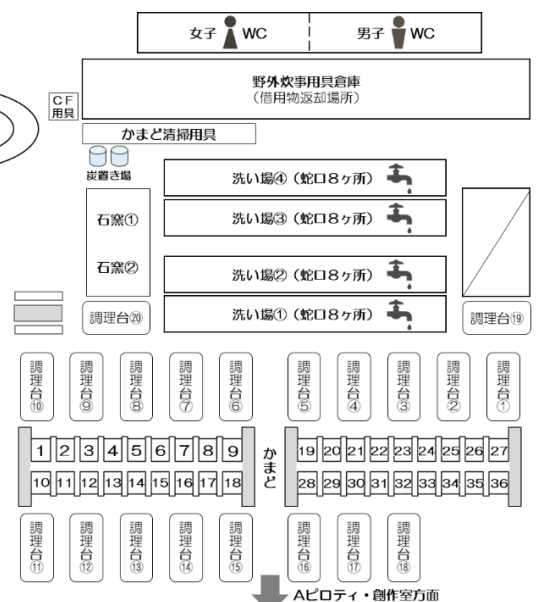 女子 WC 男子 WC
野外炊事用具倉庫
(借用物返却場所)
CF
用具
かまど清掃用具
炭置き場
洗い場④（蛇口8ヶ所）
石窯①
洗い場③（蛇口8ヶ所）
石窯②
洗い場②（蛇口8ヶ所）
調理台⑳
洗い場①（蛇口8ヶ所）
調理台⑲
調理台⑩
調理台⑨
調理台⑧
調理台⑦
調理台⑥
調理台⑤
調理台④
調理台③
調理台②
調理台①
1 2 3 4 5 6 7 8 9
10 11 12 13 14 15 16 17 18
かまど
19 20 21 22 23 24 25 26 27
28 29 30 31 32 33 34 35 36
調理台⑪
調理台⑫
調理台⑬
調理台⑭
調理台⑮
調理台⑯
調理台⑰
調理台⑱
Aピロティ・創作室方面